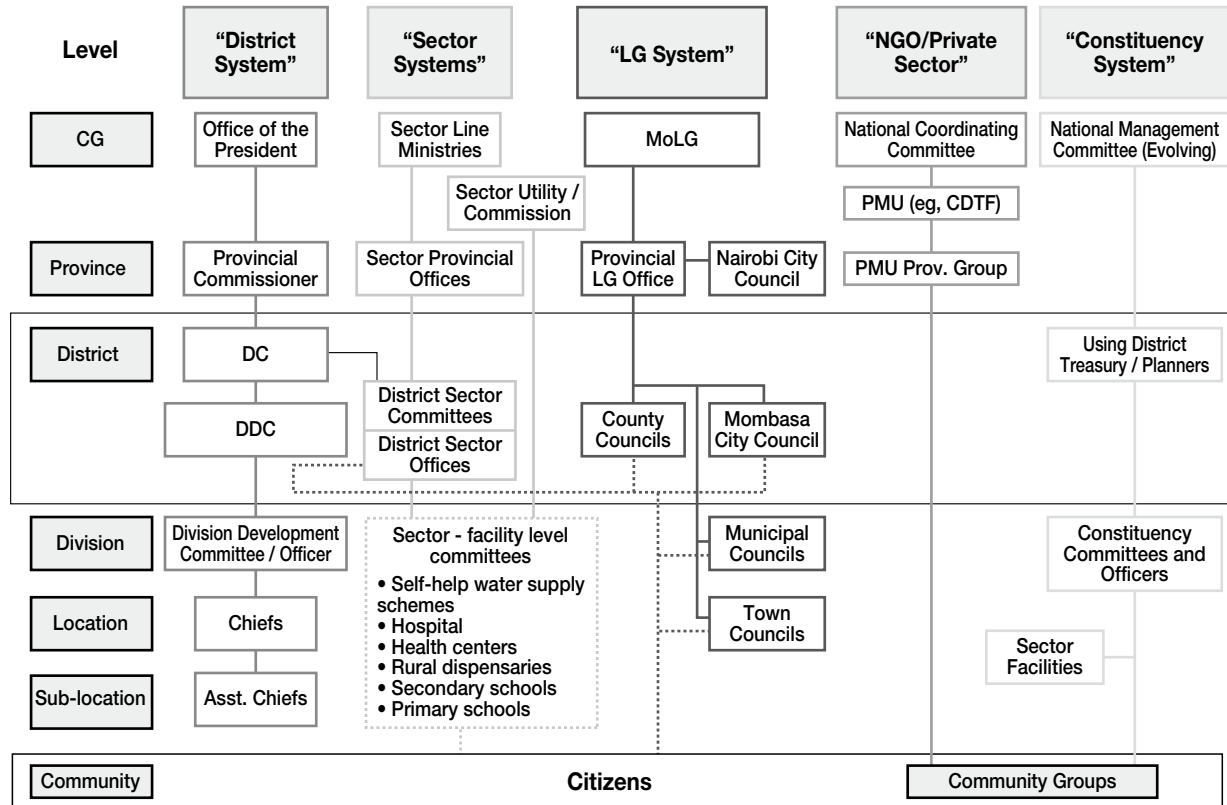 Level
“District
System”
“Sector
Systems”
“LG System”
“NGO/Private
Sector”
“Constituency
System”
CG
Office of the
President
Sector Line
Ministries
MoLG
National Coordinating
Committee
National Management
Committee (Evolving)
Sector Utility /
Commission
PMU (eg, CDTF)
Province
Provincial
Commissioner
Sector Provincial
Offices
Provincial
LG Office
Nairobi City
Council
PMU Prov. Group
District
DC
Using District
Treasury / Planners
DDC
District Sector
Committees
District Sector
Offices
County
Councils
Mombasa
City Council
Division
Division Development
Committee / Officer
Sector - facility level
committees
• Self-help water supply
schemes
• Hospital
• Health centers
• Rural dispensaries
• Secondary schools
• Primary schools
Municipal
Councils
Constituency
Committees and
Officers
Location
Chiefs
Town
Councils
Sector
Facilities
Sub-location
Asst. Chiefs
Community
Citizens
Community Groups